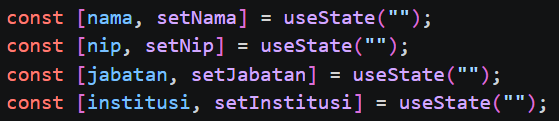 const [nama, setNama] = useState("");
const [nip, setNip] = useState("");
const [jabatan, setJabatan] = useState("");
const [institusi, setInstitusi] = useState("");